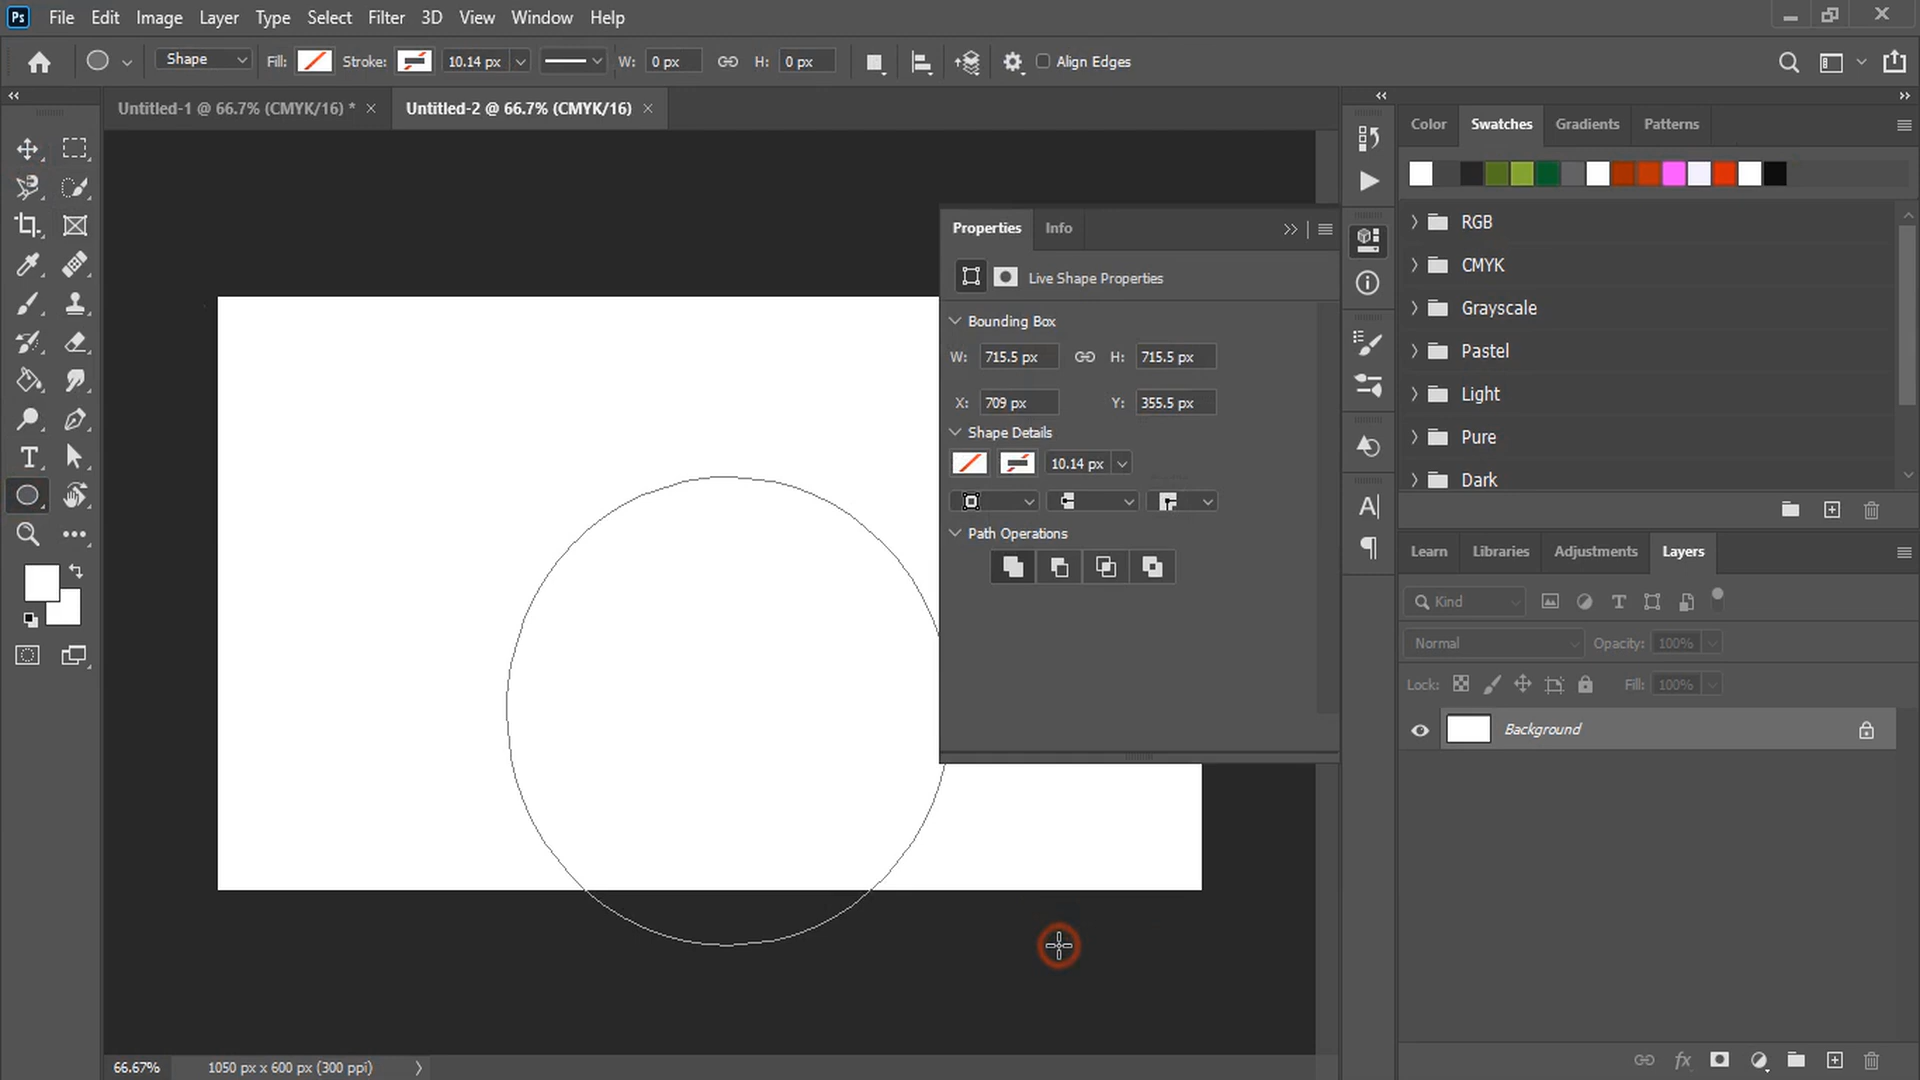 Ps File Edit Image Layer Type Select Filter 3D View Window Help
Shape Fill: Stroke: 10.14 px W: 0 px H: 0 px Align Edges
Untitled-1 @ 66.7% (CMYK/16) * × Untitled-2 @ 66.7% (CMYK/16) ×
Color Swatches Gradients Patterns
RGB
CMYK
Grayscale
Pastel
Light
Pure
Dark
Properties Info
Live Shape Properties
Bounding Box
W: 715.5 px H: 715.5 px
X: 709 px Y: 355.5 px
Shape Details
10.14 px
Path Operations
Learn Libraries Adjustments Layers
Kind
Normal Opacity: 100%
Lock: Fill: 100%
Background
66.67% 1050 px x 600 px (300 ppi)